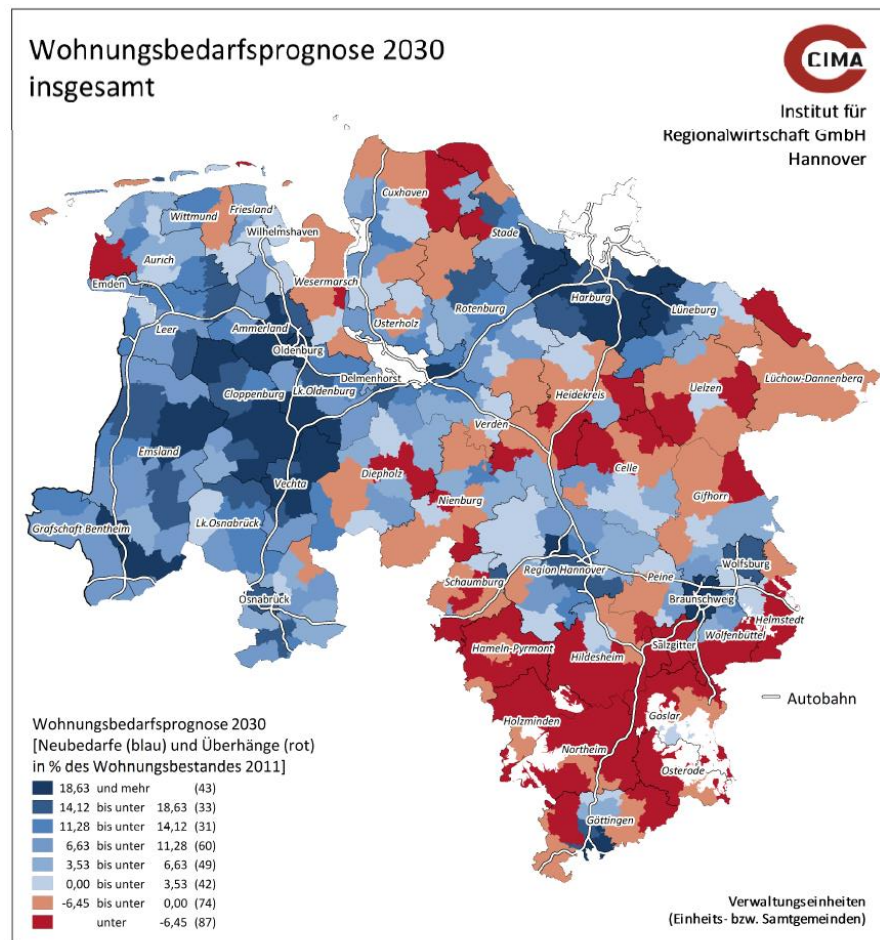 Wohnungsbedarfsprognose 2030
insgesamt
CIMA
Institut für
Regionalwirtschaft GmbH
Hannover
Cuxhaven
Wittmund
Friesland
Wilhelmshaven
Stade
Aurich
Emden
Wesermarsch
Rotenburg
Harburg
Lüneburg
Leer
Ammerland
Osterholz
Oldenburg
Delmenhorst
Uelzen
Lüchow-Dannenberg
Cloppenburg
Lk.Oldenburg
Heidekreis
Verden
Emsland
Celle
Vechta
Diepholz
Gifhorn
Nienburg
Grafschaft Bentheim
Lk.Osnabrück
Schaumburg
Region Hannover
Peine
Wolfsburg
Osnabrück
Braunschweig
Helmstedt
Wolfenbüttel
Salzgitter
Hameln-Pyrmont
Hildesheim
Autobahn
Holzminden
Goslar
Northeim
Osterode
Göttingen
Wohnungsbedarfsprognose 2030
[Neubedarfe (blau) und Überhänge (rot)
in % des Wohnungsbestandes 2011]
18,63 und mehr (43)
14,12 bis unter 18,63 (33)
11,28 bis unter 14,12 (31)
6,63 bis unter 11,28 (60)
3,53 bis unter 6,63 (49)
0,00 bis unter 3,53 (42)
-6,45 bis unter 0,00 (74)
unter -6,45 (87)
Verwaltungseinheiten
(Einheits- bzw. Samtgemeinden)